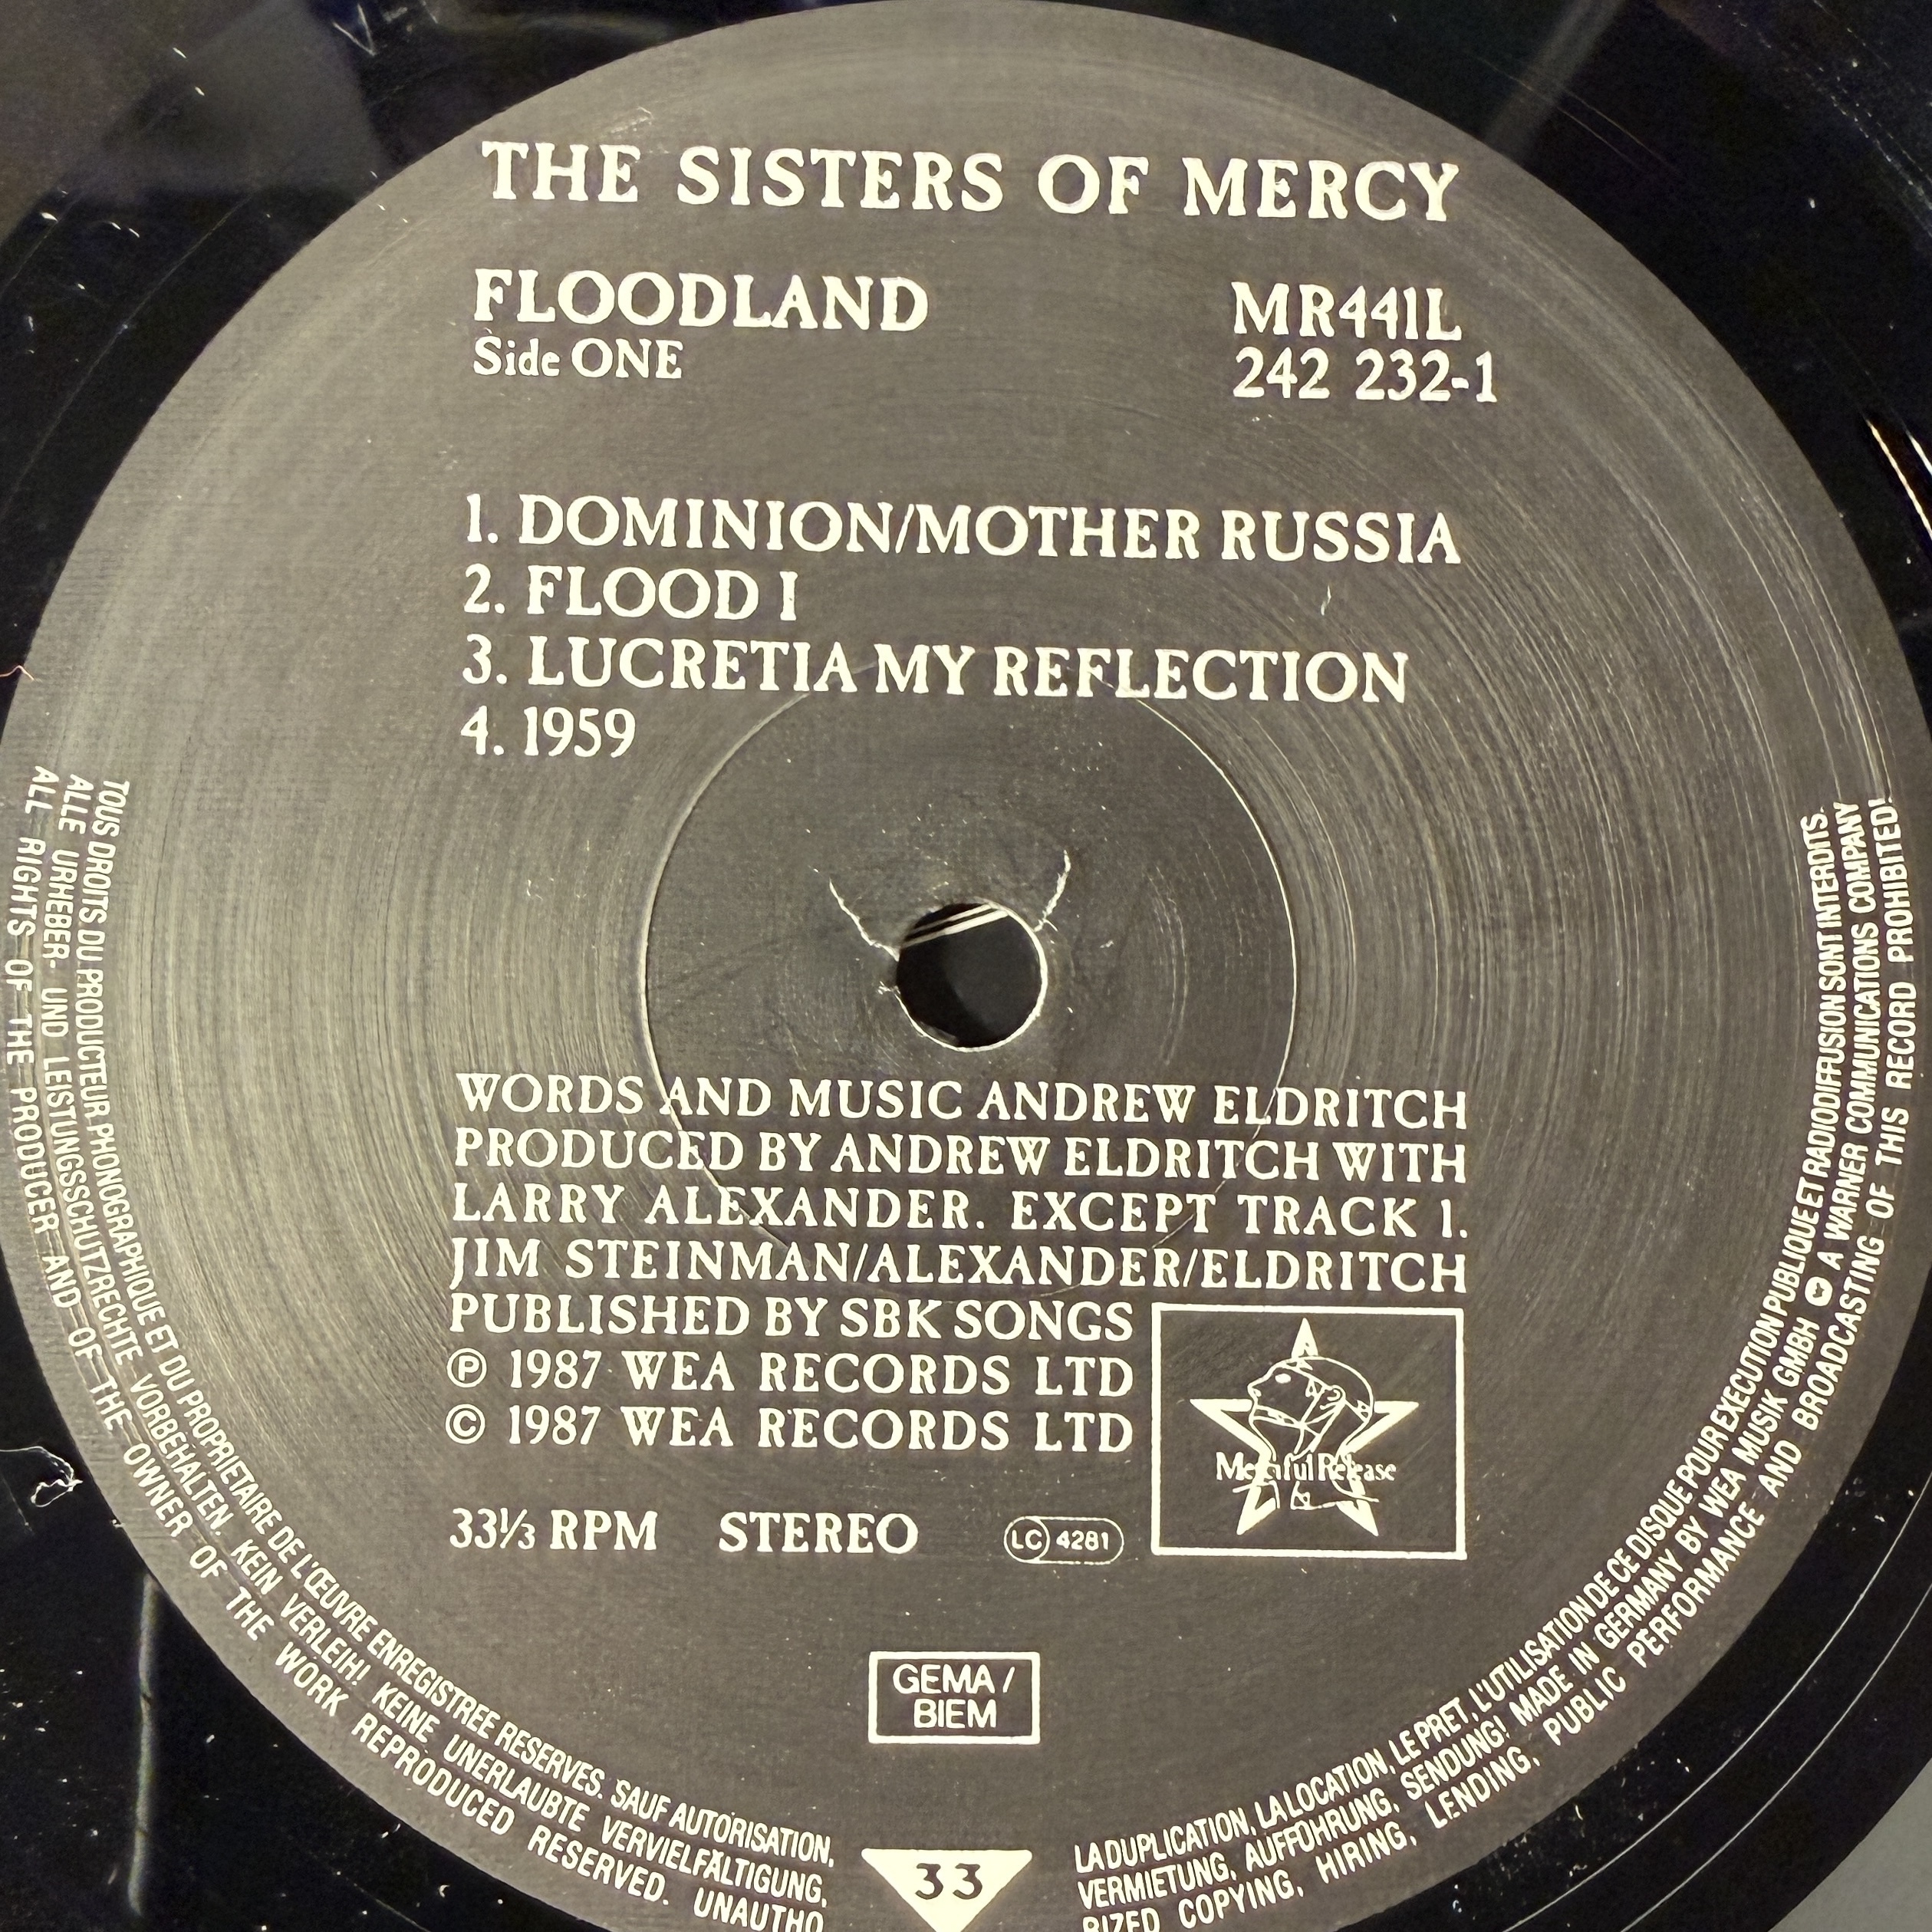 THE SISTERS OF MERCY
FLOODLAND
Side ONE
MR441L
242 232-1
1. DOMINION/MOTHER RUSSIA
2. FLOOD I
3. LUCRETIA MY REFLECTION
4. 1959
WORDS AND MUSIC ANDREW ELDRITCH
PRODUCED BY ANDREW ELDRITCH WITH
LARRY ALEXANDER. EXCEPT TRACK 1.
JIM STEINMAN/ALEXANDER/ELDRITCH
PUBLISHED BY SBK SONGS
Ⓟ 1987 WEA RECORDS LTD
© 1987 WEA RECORDS LTD
Merciful Release
33⅓ RPM STEREO LC 4281
GEMA/
BIEM
33
TOUS DROITS DU PRODUCTEUR PHONOGRAPHIQUE ET DU PROPRIETAIRE DE L'ŒUVRE ENREGISTREE RESERVES. SAUF AUTORISATION, LA DUPLICATION, LA LOCATION, LE PRET, L'UTILISATION DE CE DISQUE POUR EXECUTION PUBLIQUE ET RADIODIFFUSION SONT INTERDITS.
ALLE URHEBER- UND LEISTUNGSSCHUTZRECHTE VORBEHALTEN. KEIN VERLEIH! KEINE UNERLAUBTE VERVIELFÄLTIGUNG, VERMIETUNG, AUFFÜHRUNG, SENDUNG! MADE IN GERMANY BY WEA MUSIK GMBH A WARNER COMMUNICATIONS COMPANY
ALL RIGHTS OF THE PRODUCER AND OF THE OWNER OF THE WORK REPRODUCED RESERVED. UNAUTHORIZED COPYING, HIRING, LENDING, PUBLIC PERFORMANCE AND BROADCASTING OF THIS RECORD PROHIBITED!